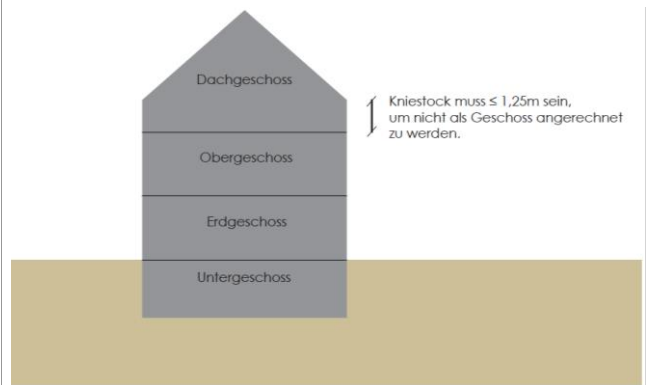 Dachgeschoss
Kniestock muss ≤ 1,25m sein,
um nicht als Geschoss angerechnet
zu werden.
Obergeschoss
Erdgeschoss
Untergeschoss